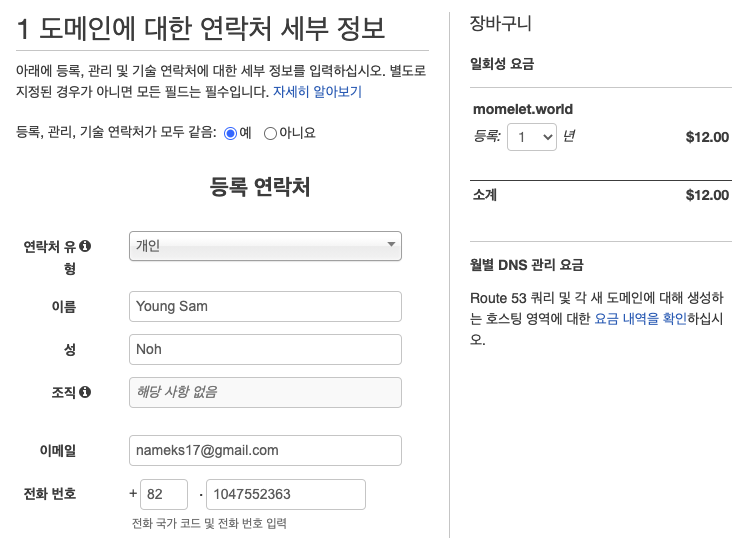 1 도메인에 대한 연락처 세부 정보
아래에 등록, 관리 및 기술 연락처에 대한 세부 정보를 입력하십시오. 별도로
지정된 경우가 아니면 모든 필드는 필수입니다. 자세히 알아보기
등록, 관리, 기술 연락처가 모두 같음: 예 아니요
등록 연락처
연락처 유
형
개인
이름 Young Sam
성 Noh
조직 해당 사항 없음
이메일 nameks17@gmail.com
전화 번호 + 82 · 1047552363
전화 국가 코드 및 전화 번호 입력
장바구니
일회성 요금
momelet.world
등록: 1 년 $12.00
소계 $12.00
월별 DNS 관리 요금
Route 53 쿼리 및 각 새 도메인에 대해 생성하
는 호스팅 영역에 대한 요금 내역을 확인하십시
오.